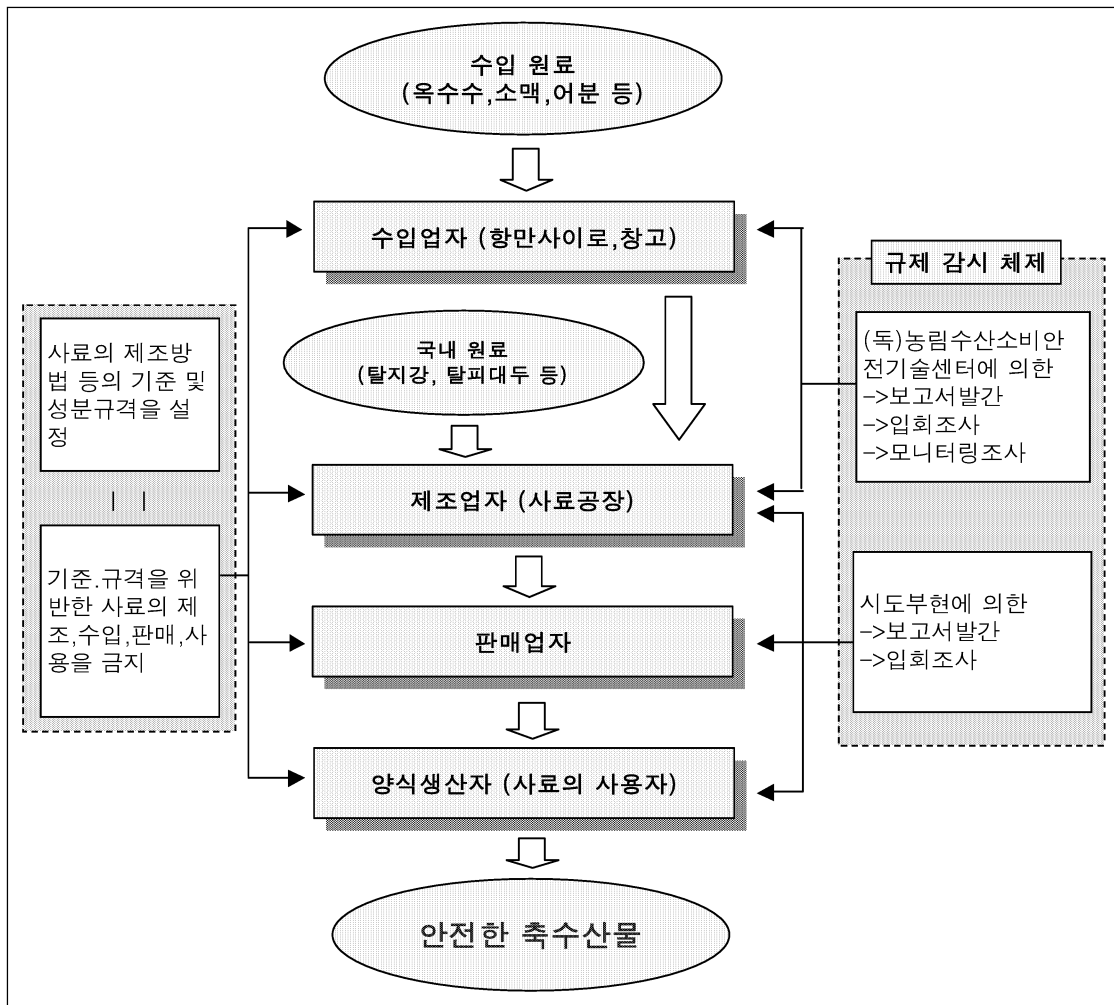 수입 원료
(옥수수,소맥,어분 등)
수입업자 (항만사이로,창고)
국내 원료
(탈지강, 탈피대두 등)
제조업자 (사료공장)
판매업자
양식생산자 (사료의 사용자)
안전한 축수산물
사료의 제조방
법 등의 기준 및
성분규격을 설
정
기준.규격을 위
반한 사료의 제
조,수입,판매,사
용을 금지
규제 감시 체제
(독)농림수산소비안
전기술센터에 의한
->보고서발간
->입회조사
->모니터링조사
시도부현에 의한
->보고서발간
->입회조사